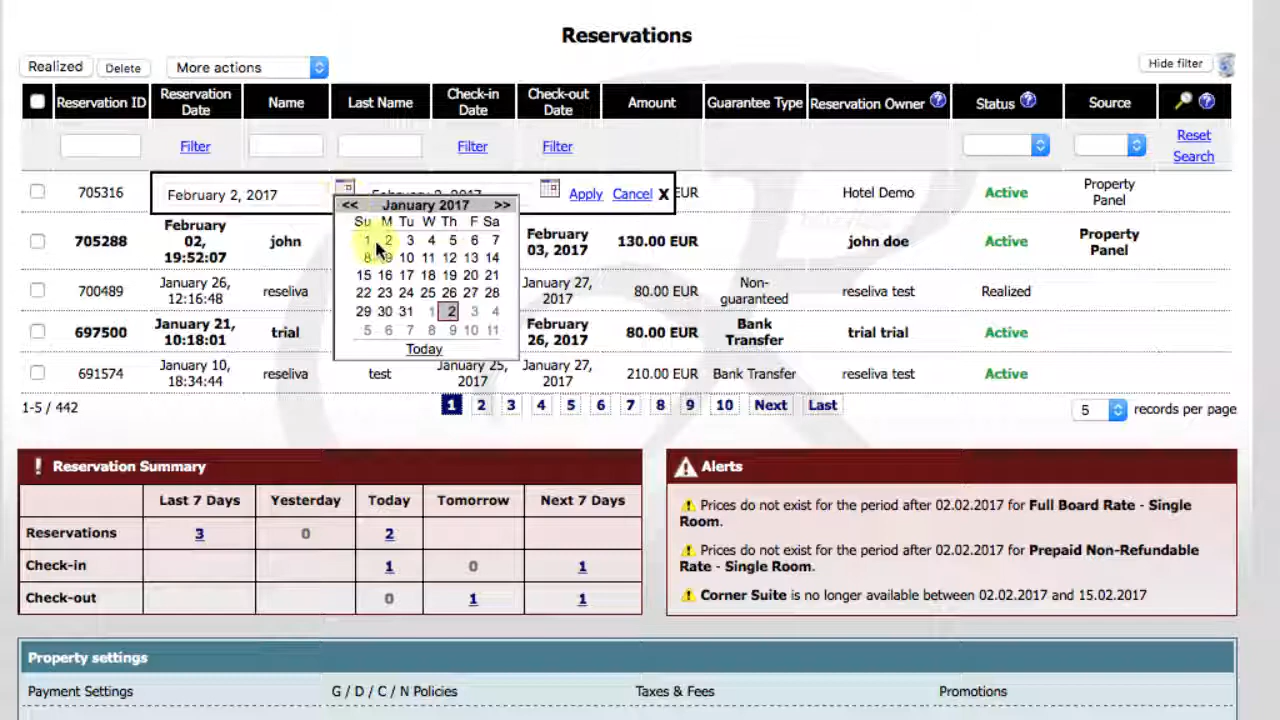 Reservations
Realized Delete More actions Hide filter
Reservation ID Reservation Date Name Last Name Check-in Date Check-out Date Amount Guarantee Type Reservation Owner Status Source
Filter Filter Filter Reset Search
705316 February 2, 2017 Apply Cancel X EUR Hotel Demo Active Property Panel
<< January 2017 >>
Su M Tu W Th F Sa
1 2 3 4 5 6 7
8 9 10 11 12 13 14
15 16 17 18 19 20 21
22 23 24 25 26 27 28
29 30 31 1 2 3 4
5 6 7 8 9 10 11
Today
705288 February 02, 19:52:07 john February 03, 2017 130.00 EUR john doe Active Property Panel
700489 January 26, 12:16:48 reseliva January 27, 2017 80.00 EUR Non-guaranteed reseliva test Realized
697500 January 21, 10:18:01 trial February 26, 2017 80.00 EUR Bank Transfer trial trial Active
691574 January 10, 18:34:44 reseliva test January 25, 2017 January 27, 2017 210.00 EUR Bank Transfer reseliva test Active
1-5 / 442 1 2 3 4 5 6 7 8 9 10 Next Last 5 records per page
! Reservation Summary
Last 7 Days Yesterday Today Tomorrow Next 7 Days
Reservations 3 0 2
Check-in 1 0 1
Check-out 0 1 1
Alerts
Prices do not exist for the period after 02.02.2017 for Full Board Rate - Single
Room.
Prices do not exist for the period after 02.02.2017 for Prepaid Non-Refundable
Rate - Single Room.
Corner Suite is no longer available between 02.02.2017 and 15.02.2017
Property settings
Payment Settings G / D / C / N Policies Taxes & Fees Promotions